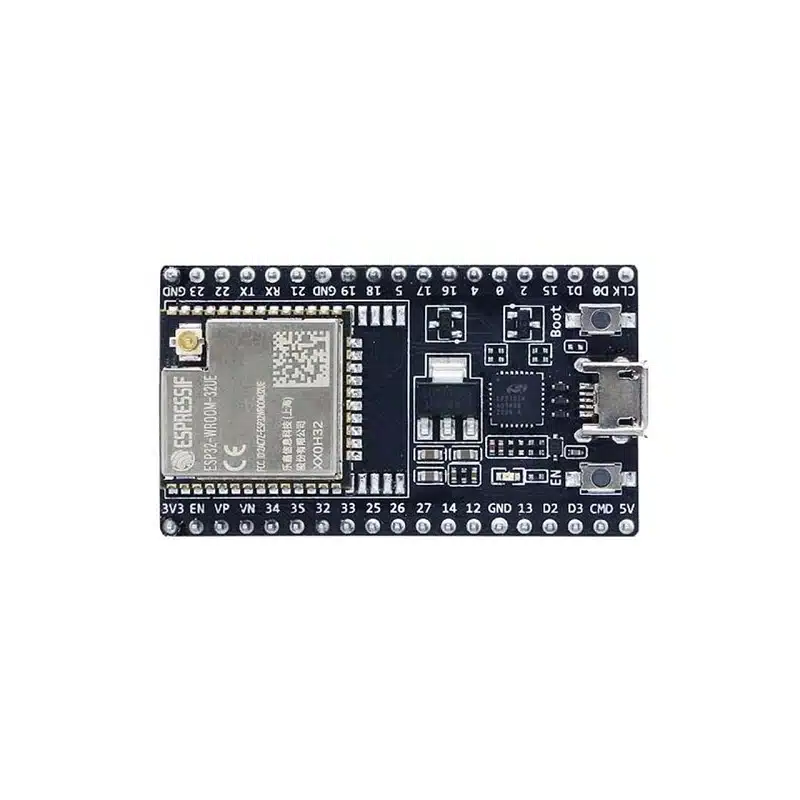 GND 23 22 TX RX 21 GND 19 18 5 17 16 4 0 2 15 D1 D0 CLK
Boot
ESPRESSIF
ESP32-WROOM-32UE
CE
FCC ID:2AC7Z-ESP32WROOM32UE
乐鑫信息科技(上海)
股份有限公司
XX0H32
EN
3V3 EN VP VN 34 35 32 33 25 26 27 14 12 GND 13 D2 D3 CMD 5V